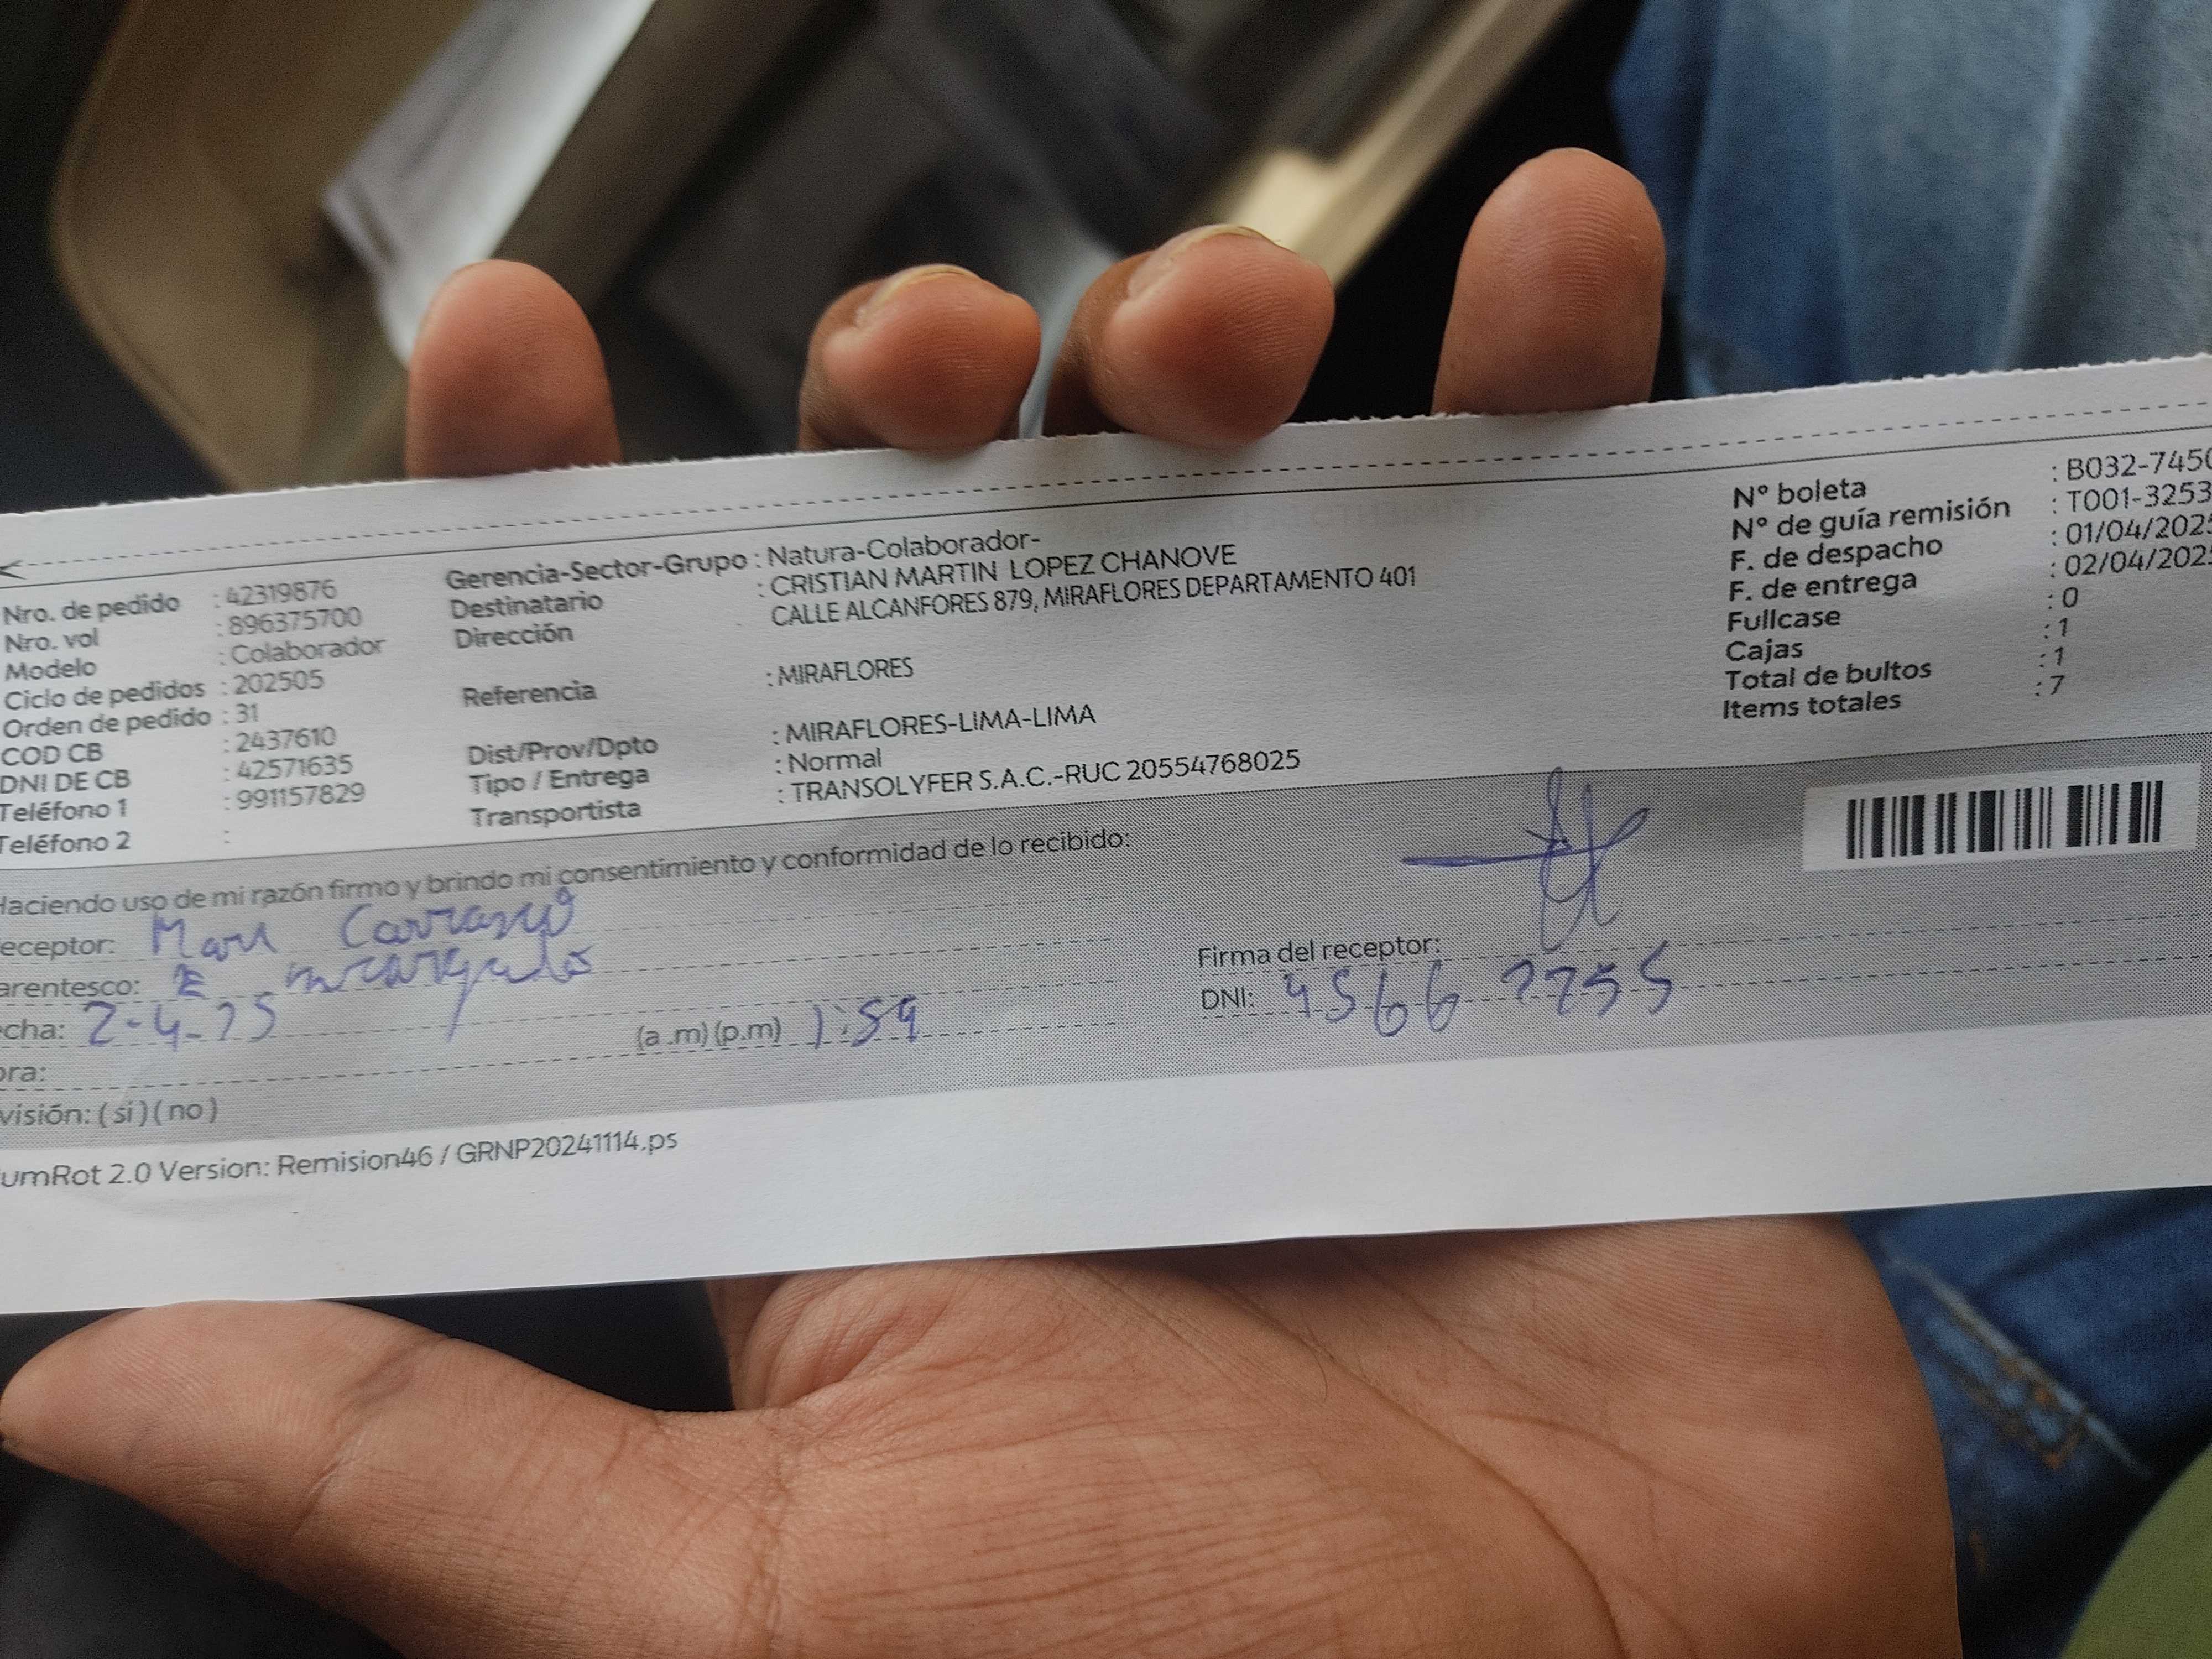 Nro. de pedido : 42319876
Nro. vol : 896375700
Modelo : Colaborador
Ciclo de pedidos : 202505
Orden de pedido : 31
COD CB : 2437610
DNI DE CB : 42571635
Teléfono 1 : 991157829
Teléfono 2 :
Gerencia-Sector-Grupo : Natura-Colaborador-
Destinatario : CRISTIAN MARTIN LOPEZ CHANOVE
Dirección CALLE ALCANFORES 879, MIRAFLORES DEPARTAMENTO 401
Referencia : MIRAFLORES
Dist/Prov/Dpto : MIRAFLORES-LIMA-LIMA
Tipo / Entrega : Normal
Transportista : TRANSOLYFER S.A.C.-RUC 20554768025
N° boleta : B032-7450
N° de guía remisión : T001-3253
F. de despacho : 01/04/202
F. de entrega : 02/04/202
Fullcase : 0
Cajas : 1
Total de bultos : 1
Items totales : 7
Haciendo uso de mi razón firmo y brindo mi consentimiento y conformidad de lo recibido:
eceptor: Carrasco
arentesco:
echa: 2-4-25
(a .m) (p.m) 1:59
ora:
visión: ( si ) ( no )
Firma del receptor:
DNI: 4566
umRot 2.0 Version: Remision46 / GRNP20241114.ps